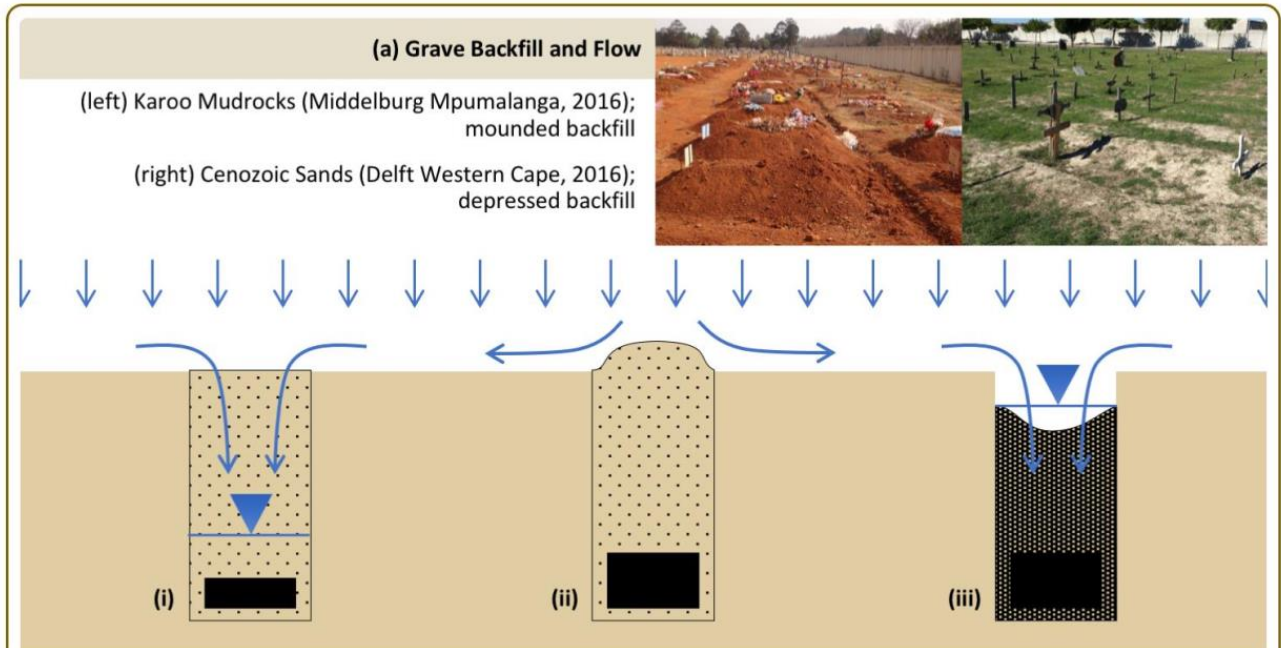 (a) Grave Backfill and Flow
(left) Karoo Mudrocks (Middelburg Mpumalanga, 2016);
mounded backfill
(right) Cenozoic Sands (Delft Western Cape, 2016);
depressed backfill
(i)
(ii)
(iii)